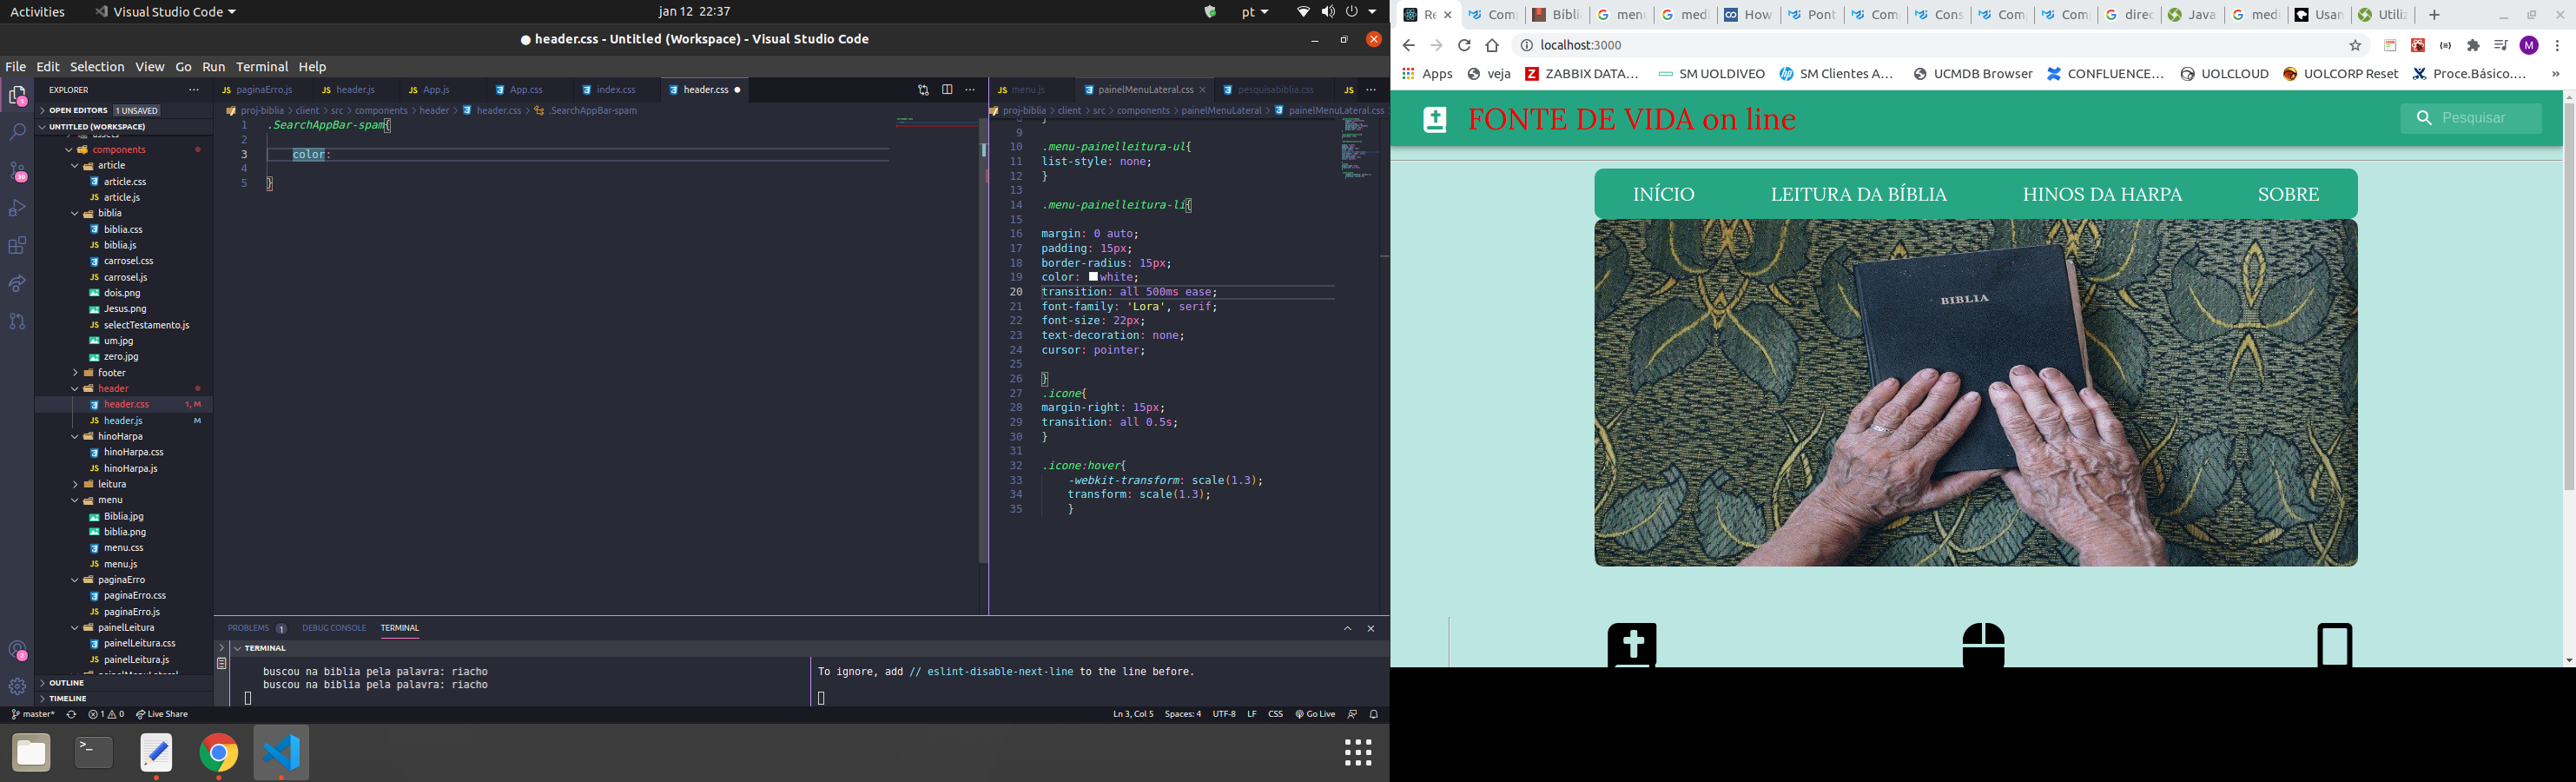 Activities
Visual Studio Code
jan 12 22:37
pt
header.css - Untitled (Workspace) - Visual Studio Code
File Edit Selection View Go Run Terminal Help
EXPLORER
OPEN EDITORS 1 UNSAVED
UNTITLED (WORKSPACE)
components
article
article.css
article.js
biblia
biblia.css
biblia.js
carrosel.css
carrosel.js
dois.png
Jesus.png
selectTestamento.js
um.jpg
zero.jpg
footer
header
header.css 1, M
header.js M
hinoHarpa
hinoHarpa.css
hinoHarpa.js
leitura
menu
Biblia.jpg
biblia.png
menu.css
menu.js
paginaErro
paginaErro.css
paginaErro.js
painelLeitura
painelLeitura.css
painelLeitura.js
OUTLINE
TIMELINE
paginaErro.js header.js App.js App.css index.css header.css
proj-biblia > client > src > components > header > header.css > .SearchAppBar-spam
1 .SearchAppBar-spam{
2
3 color:
4
5 }
menu.js painelMenuLateral.css pesquisabiblia.css
proj-biblia > client > src > components > painelMenuLateral > painelMenuLateral.css
9
10 .menu-painelleitura-ul{
11 list-style: none;
12 }
13
14 .menu-painelleitura-li{
15
16 margin: 0 auto;
17 padding: 15px;
18 border-radius: 15px;
19 color: white;
20 transition: all 500ms ease;
21 font-family: 'Lora', serif;
22 font-size: 22px;
23 text-decoration: none;
24 cursor: pointer;
25
26 }
27 .icone{
28 margin-right: 15px;
29 transition: all 0.5s;
30 }
31
32 .icone:hover{
33 -webkit-transform: scale(1.3);
34 transform: scale(1.3);
35 }
PROBLEMS 1 DEBUG CONSOLE TERMINAL
TERMINAL
buscou na biblia pela palavra: riacho
buscou na biblia pela palavra: riacho
To ignore, add // eslint-disable-next-line to the line before.
master* 1 0 Live Share
Ln 3, Col 5 Spaces: 4 UTF-8 LF CSS Go Live
Re Comp Bíbli menu medi How Pont Com Cons Comp Com direc Java medi Usan Utiliz
localhost:3000
M
Apps veja ZABBIX DATA... SM UOLDIVEO SM Clientes A... UCMDB Browser CONFLUENCE... UOLCLOUD UOLCORP Reset Proce.Básico.... »
FONTE DE VIDA on line
Pesquisar
INÍCIO LEITURA DA BÍBLIA HINOS DA HARPA SOBRE
BIBLIA